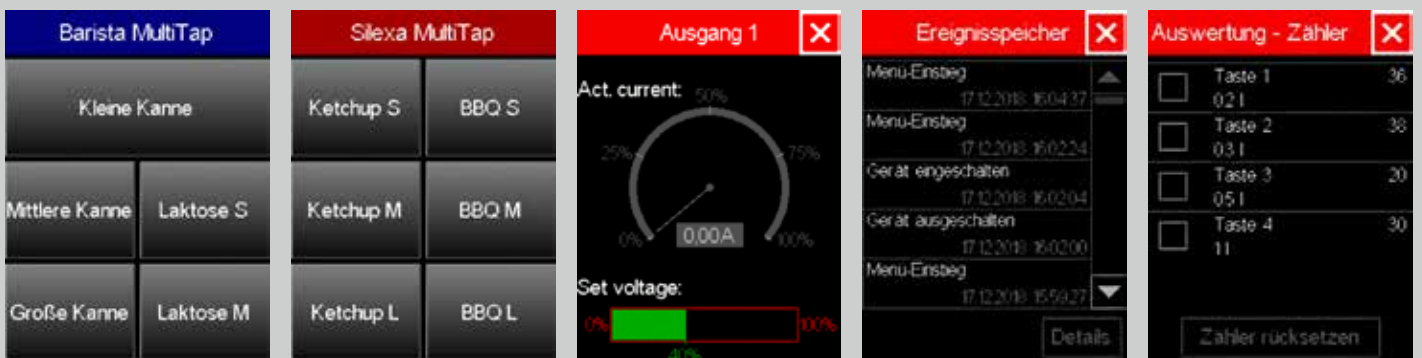 Barista MultiTap
Kleine Kanne
Mittlere Kanne
Laktose S
Große Kanne
Laktose M
Silexa MultiTap
Ketchup S
BBQ S
Ketchup M
BBQ M
Ketchup L
BBQ L
Ausgang 1
Act. current:
50%
25%
75%
0%
0,00A
100%
Set voltage:
0%
100%
40%
Ereignisspeicher
Menü-Einstieg
17.12.2018 16:04:37
Menü-Einstieg
17.12.2018 16:02:24
Gerät eingeschalten
17.12.2018 16:02:04
Gerät ausgeschalten
17.12.2018 16:02:00
Menü-Einstieg
17.12.2018 15:59:27
Details
Auswertung - Zähler
Taste 1 36
0.2 l
Taste 2 38
0.3 l
Taste 3 20
0.5 l
Taste 4 30
1 l
Zähler rücksetzen